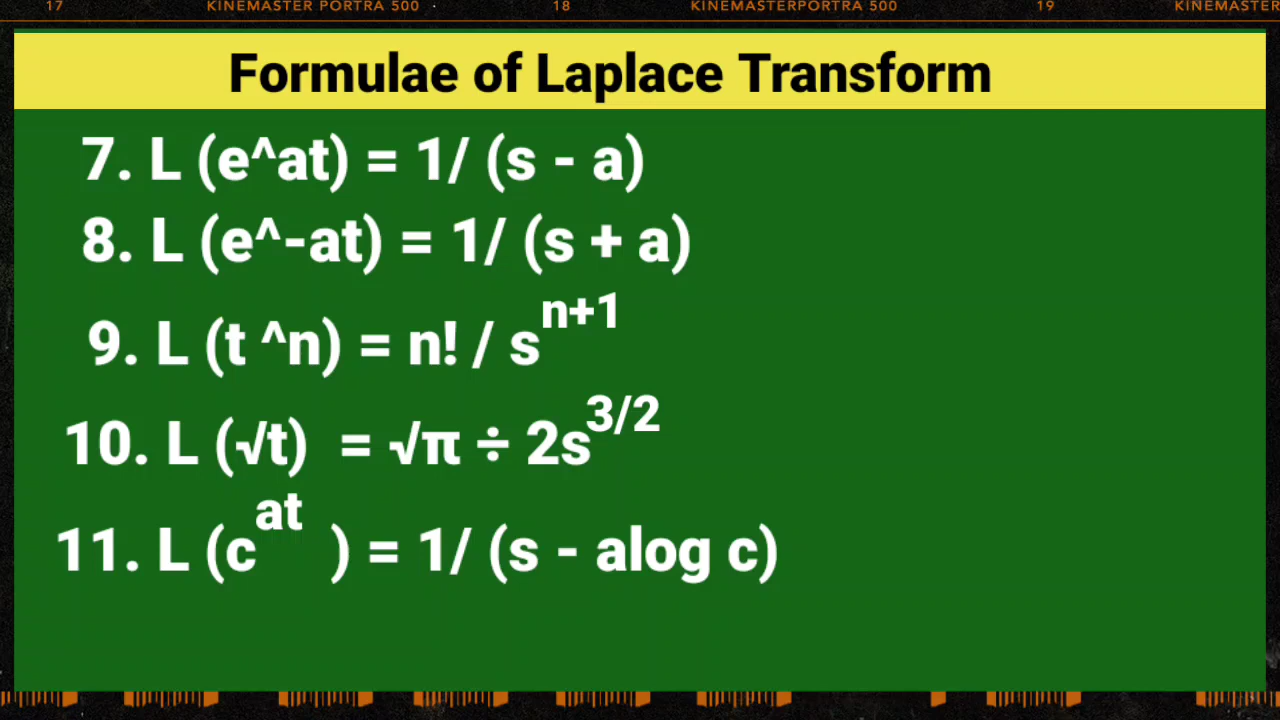 17 KINEMASTER PORTRA 500 18 KINEMASTERPORTRA 500 19 KINEMASTER
Formulae of Laplace Transform
7. L (e^at) = 1/ (s - a)
8. L (e^-at) = 1/ (s + a)
9. L (t ^n) = n! / s^{n+1}
10. L (√t) = √π ÷ 2s^{3/2}
11. L (c^{at} ) = 1/ (s - alog c)